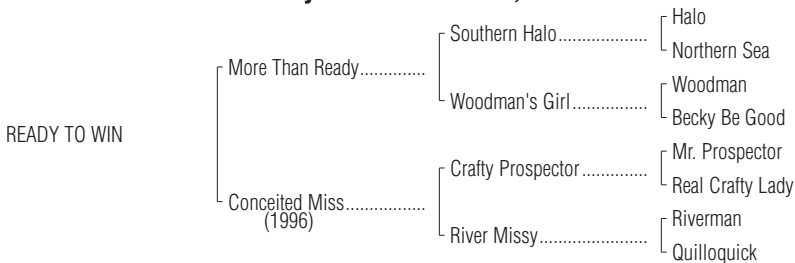 Halo
Southern Halo...................
Northern Sea
More Than Ready..............
Woodman
Woodman's Girl................
Becky Be Good
READY TO WIN
Mr. Prospector
Crafty Prospector..............
Real Crafty Lady
Conceited Miss.................
(1996)
Riverman
River Missy.......................
Quilloquick